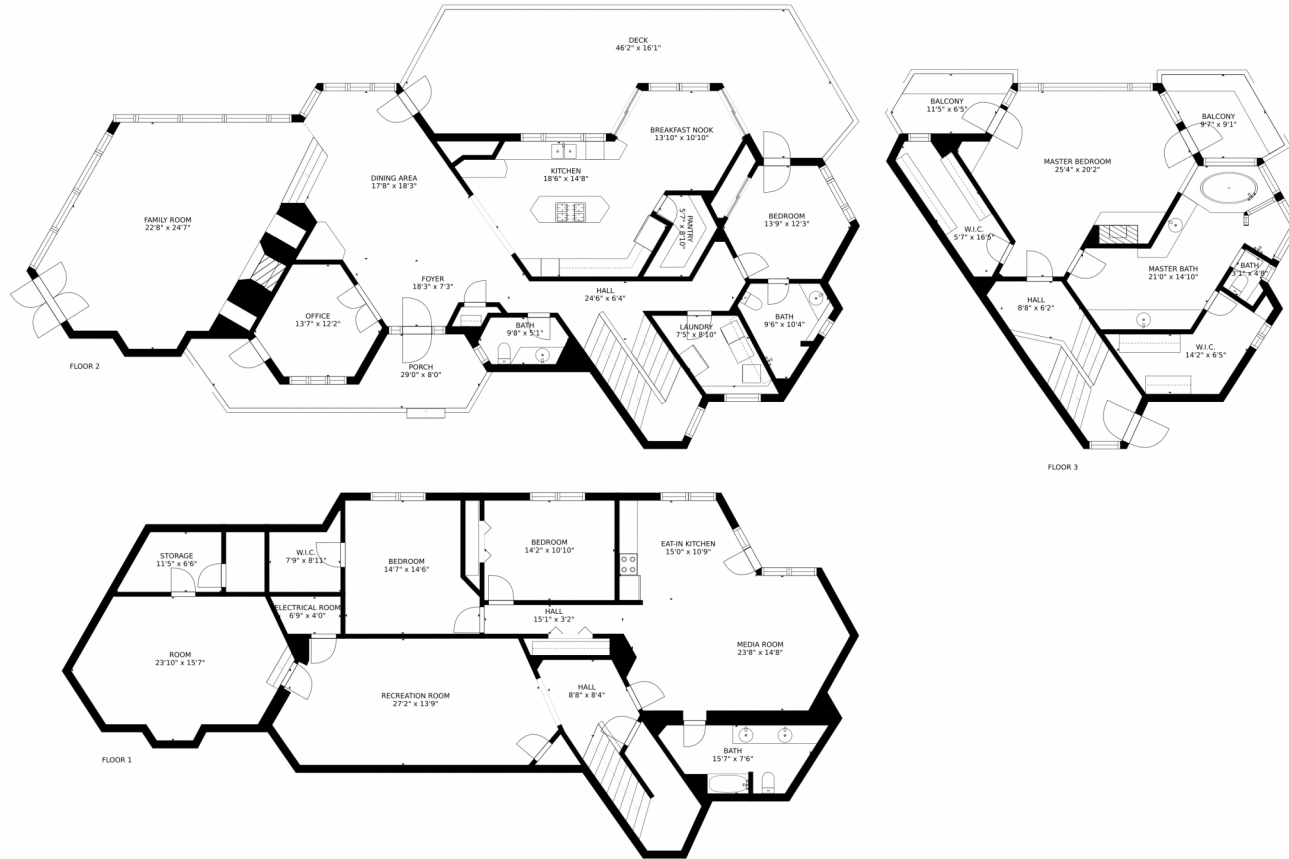 DECK
46'2" x 16'1"
BREAKFAST NOOK
13'10" x 10'10"
KITCHEN
18'6" x 14'8"
DINING AREA
17'8" x 18'3"
FAMILY ROOM
22'8" x 24'7"
PANTRY
5'7" x 8'10"
BEDROOM
13'9" x 12'3"
FOYER
18'3" x 7'3"
HALL
24'6" x 6'4"
OFFICE
13'7" x 12'2"
BATH
9'8" x 5'1"
LAUNDRY
7'5" x 8'10"
BATH
9'6" x 10'4"
PORCH
29'0" x 8'0"
FLOOR 2
BALCONY
11'5" x 6'5"
BALCONY
9'7" x 9'1"
MASTER BEDROOM
25'4" x 20'2"
W.I.C.
5'7" x 16'5"
MASTER BATH
21'0" x 14'10"
BATH
3'1" x 4'8"
HALL
8'8" x 6'2"
W.I.C.
14'2" x 6'5"
FLOOR 3
STORAGE
11'5" x 6'6"
W.I.C.
7'9" x 8'11"
BEDROOM
14'7" x 14'6"
BEDROOM
14'2" x 10'10"
EAT-IN KITCHEN
15'0" x 10'9"
ELECTRICAL ROOM
6'9" x 4'0"
HALL
15'1" x 3'2"
ROOM
23'10" x 15'7"
MEDIA ROOM
23'8" x 14'8"
RECREATION ROOM
27'2" x 13'9"
HALL
8'8" x 8'4"
BATH
15'7" x 7'6"
FLOOR 1